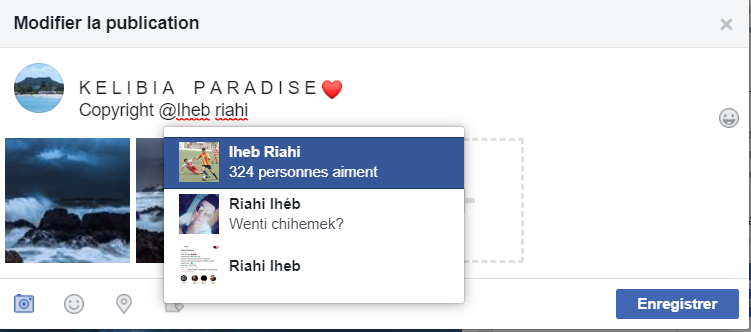 Modifier la publication
K E L I B I A P A R A D I S E
Copyright @Iheb riahi
Iheb Riahi
324 personnes aiment
Riahi Ihéb
Wenti chihemek?
Riahi Iheb
Enregistrer